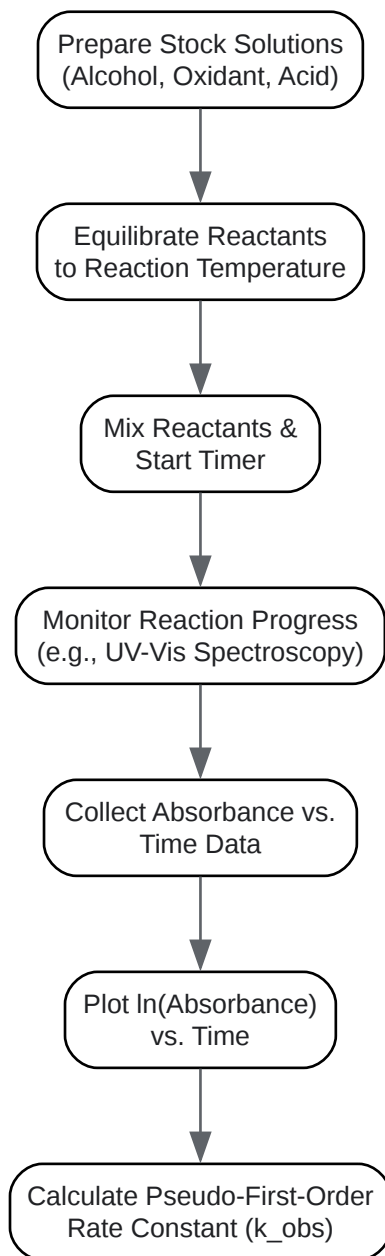 Prepare Stock Solutions
(Alcohol, Oxidant, Acid)
Equilibrate Reactants
to Reaction Temperature
Mix Reactants &
Start Timer
Monitor Reaction Progress
(e.g., UV-Vis Spectroscopy)
Collect Absorbance vs.
Time Data
Plot ln(Absorbance)
vs. Time
Calculate Pseudo-First-Order
Rate Constant (k_obs)